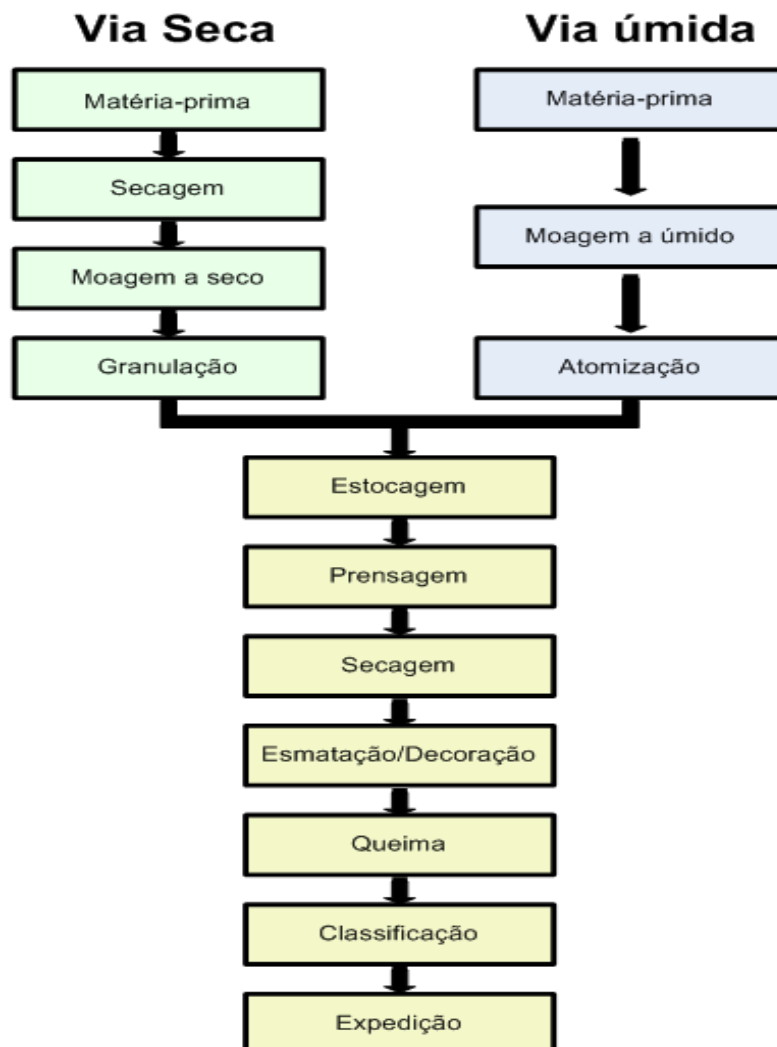 Via Seca
Matéria-prima
Secagem
Moagem a seco
Granulação
Via úmida
Matéria-prima
Moagem a úmido
Atomização
Estocagem
Prensagem
Secagem
Esmatação/Decoração
Queima
Classificação
Expedição